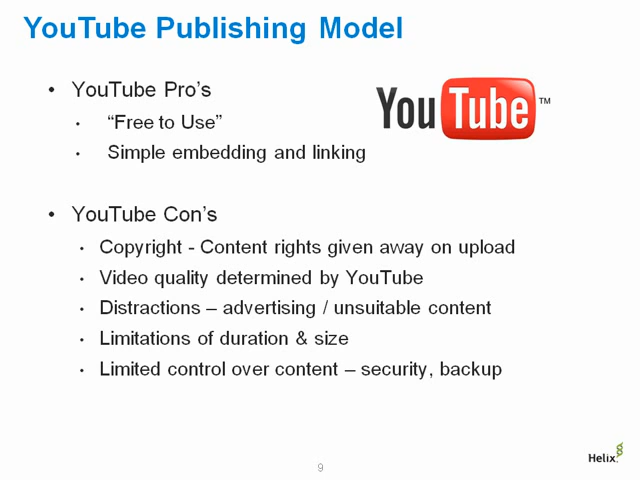 YouTube Publishing Model
• YouTube Pro's
• “Free to Use”
• Simple embedding and linking
YouTube™
• YouTube Con's
• Copyright - Content rights given away on upload
• Video quality determined by YouTube
• Distractions – advertising / unsuitable content
• Limitations of duration & size
• Limited control over content – security, backup
Helix
9